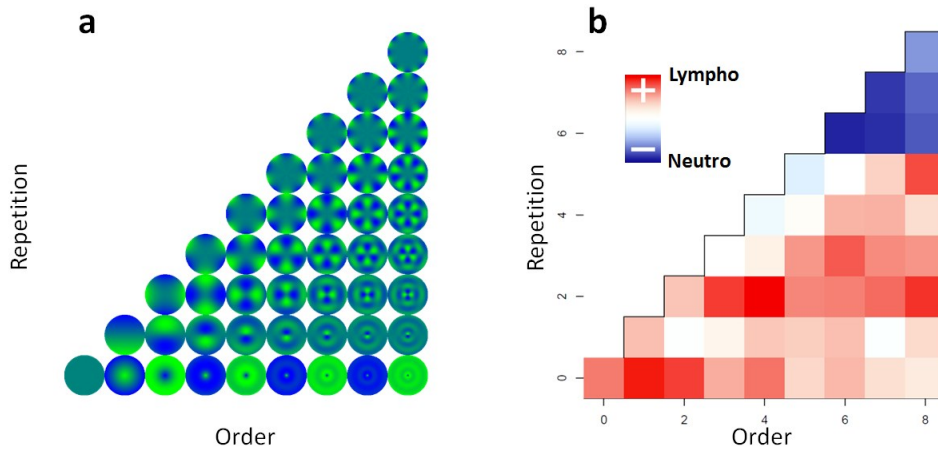 a
Repetition
Order
b
Repetition
8
6
4
2
0
+ Lympho
− Neutro
0 2 4 6 8
Order